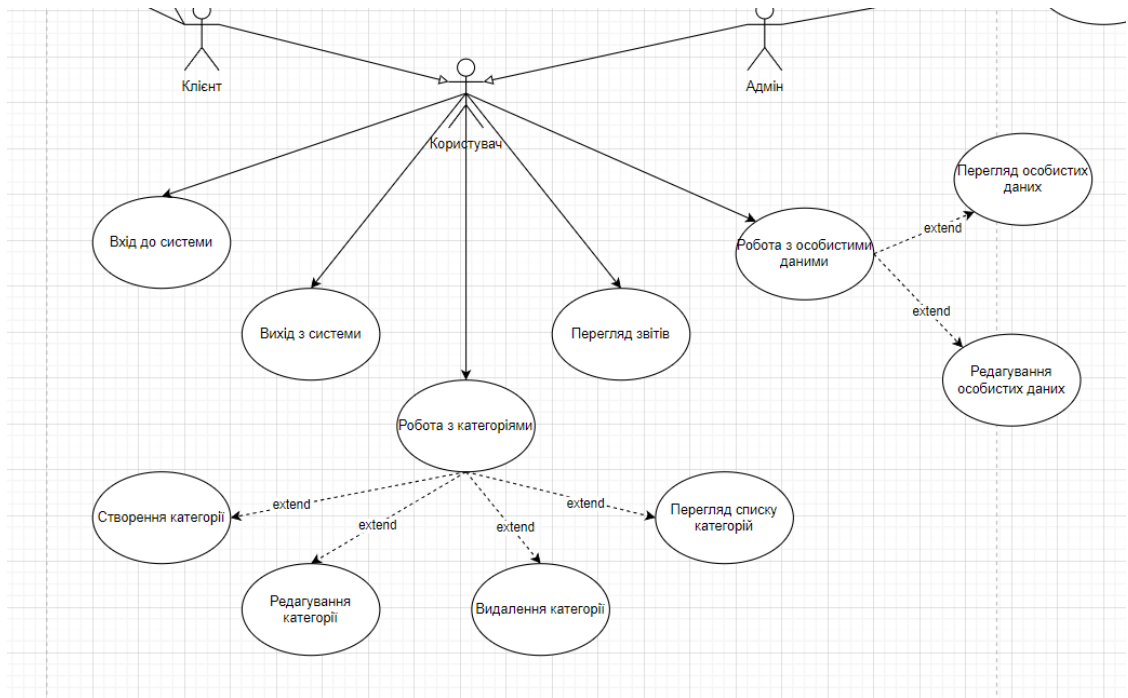 Клієнт
Адмін
Користувач
Перегляд особистих
даних
extend
Вхід до системи
Робота з особистими
даними
extend
Вихід з системи
Перегляд звітів
Редагування
особистих даних
Робота з категоріями
extend
extend
extend
extend
Створення категорії
Перегляд списку
категорій
Редагування
категорії
Видалення категорії